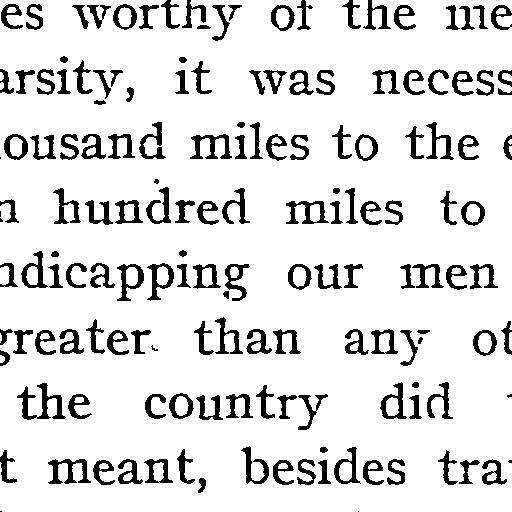 es worthy of the me
arsity, it was necess
ousand miles to the e
n hundred miles to
ndicapping our men
greater than any ot
the country did
t meant, besides tra